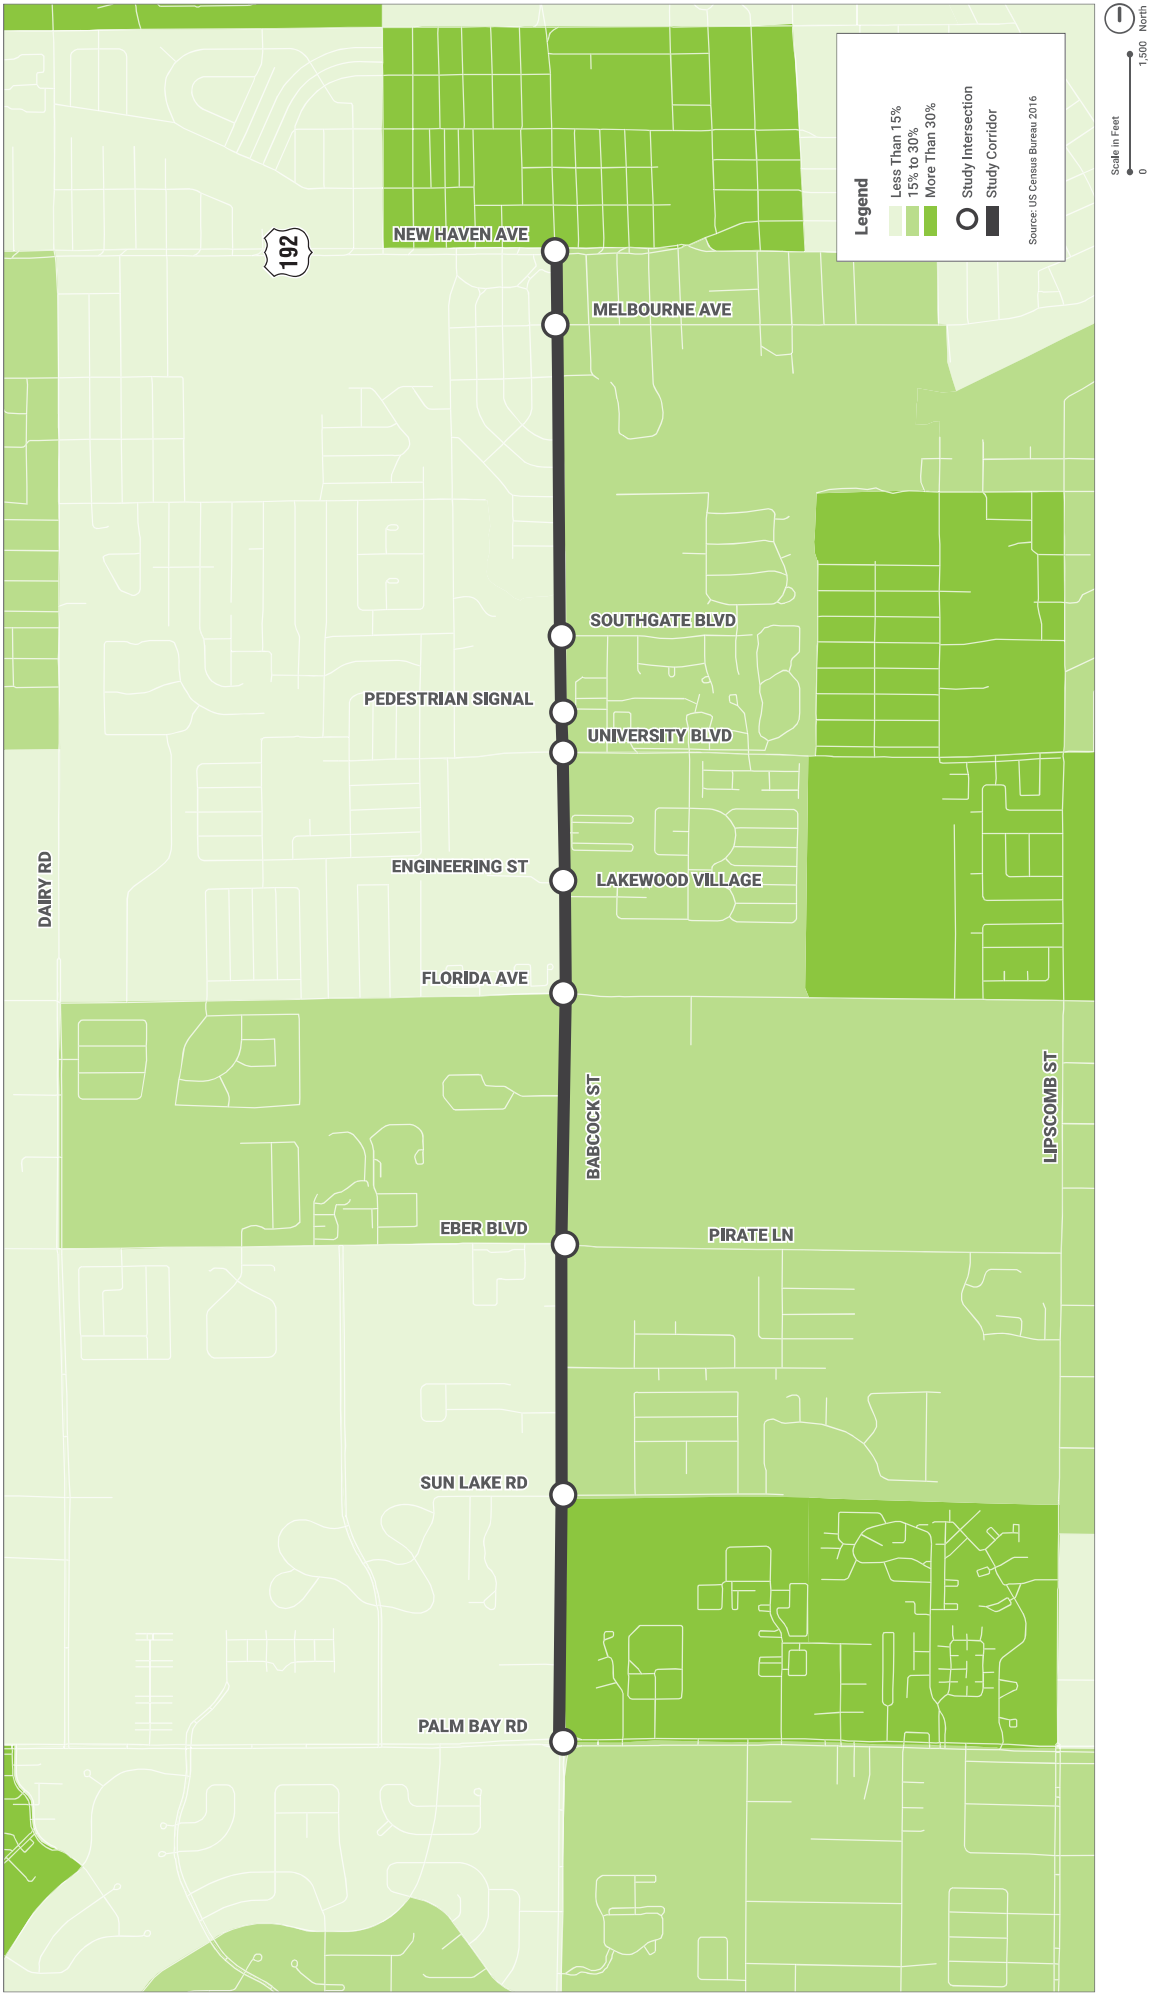 NEW HAVEN AVE
192
MELBOURNE AVE
SOUTHGATE BLVD
PEDESTRIAN SIGNAL
UNIVERSITY BLVD
DAIRY RD
ENGINEERING ST
LAKEWOOD VILLAGE
FLORIDA AVE
BABCOCK ST
LIPSCOMB ST
EBER BLVD
PIRATE LN
SUN LAKE RD
PALM BAY RD
Legend
Less Than 15%
15% to 30%
More Than 30%
Study Intersection
Study Corridor
Source: US Census Bureau 2016
Scale in Feet
0
1,500
North